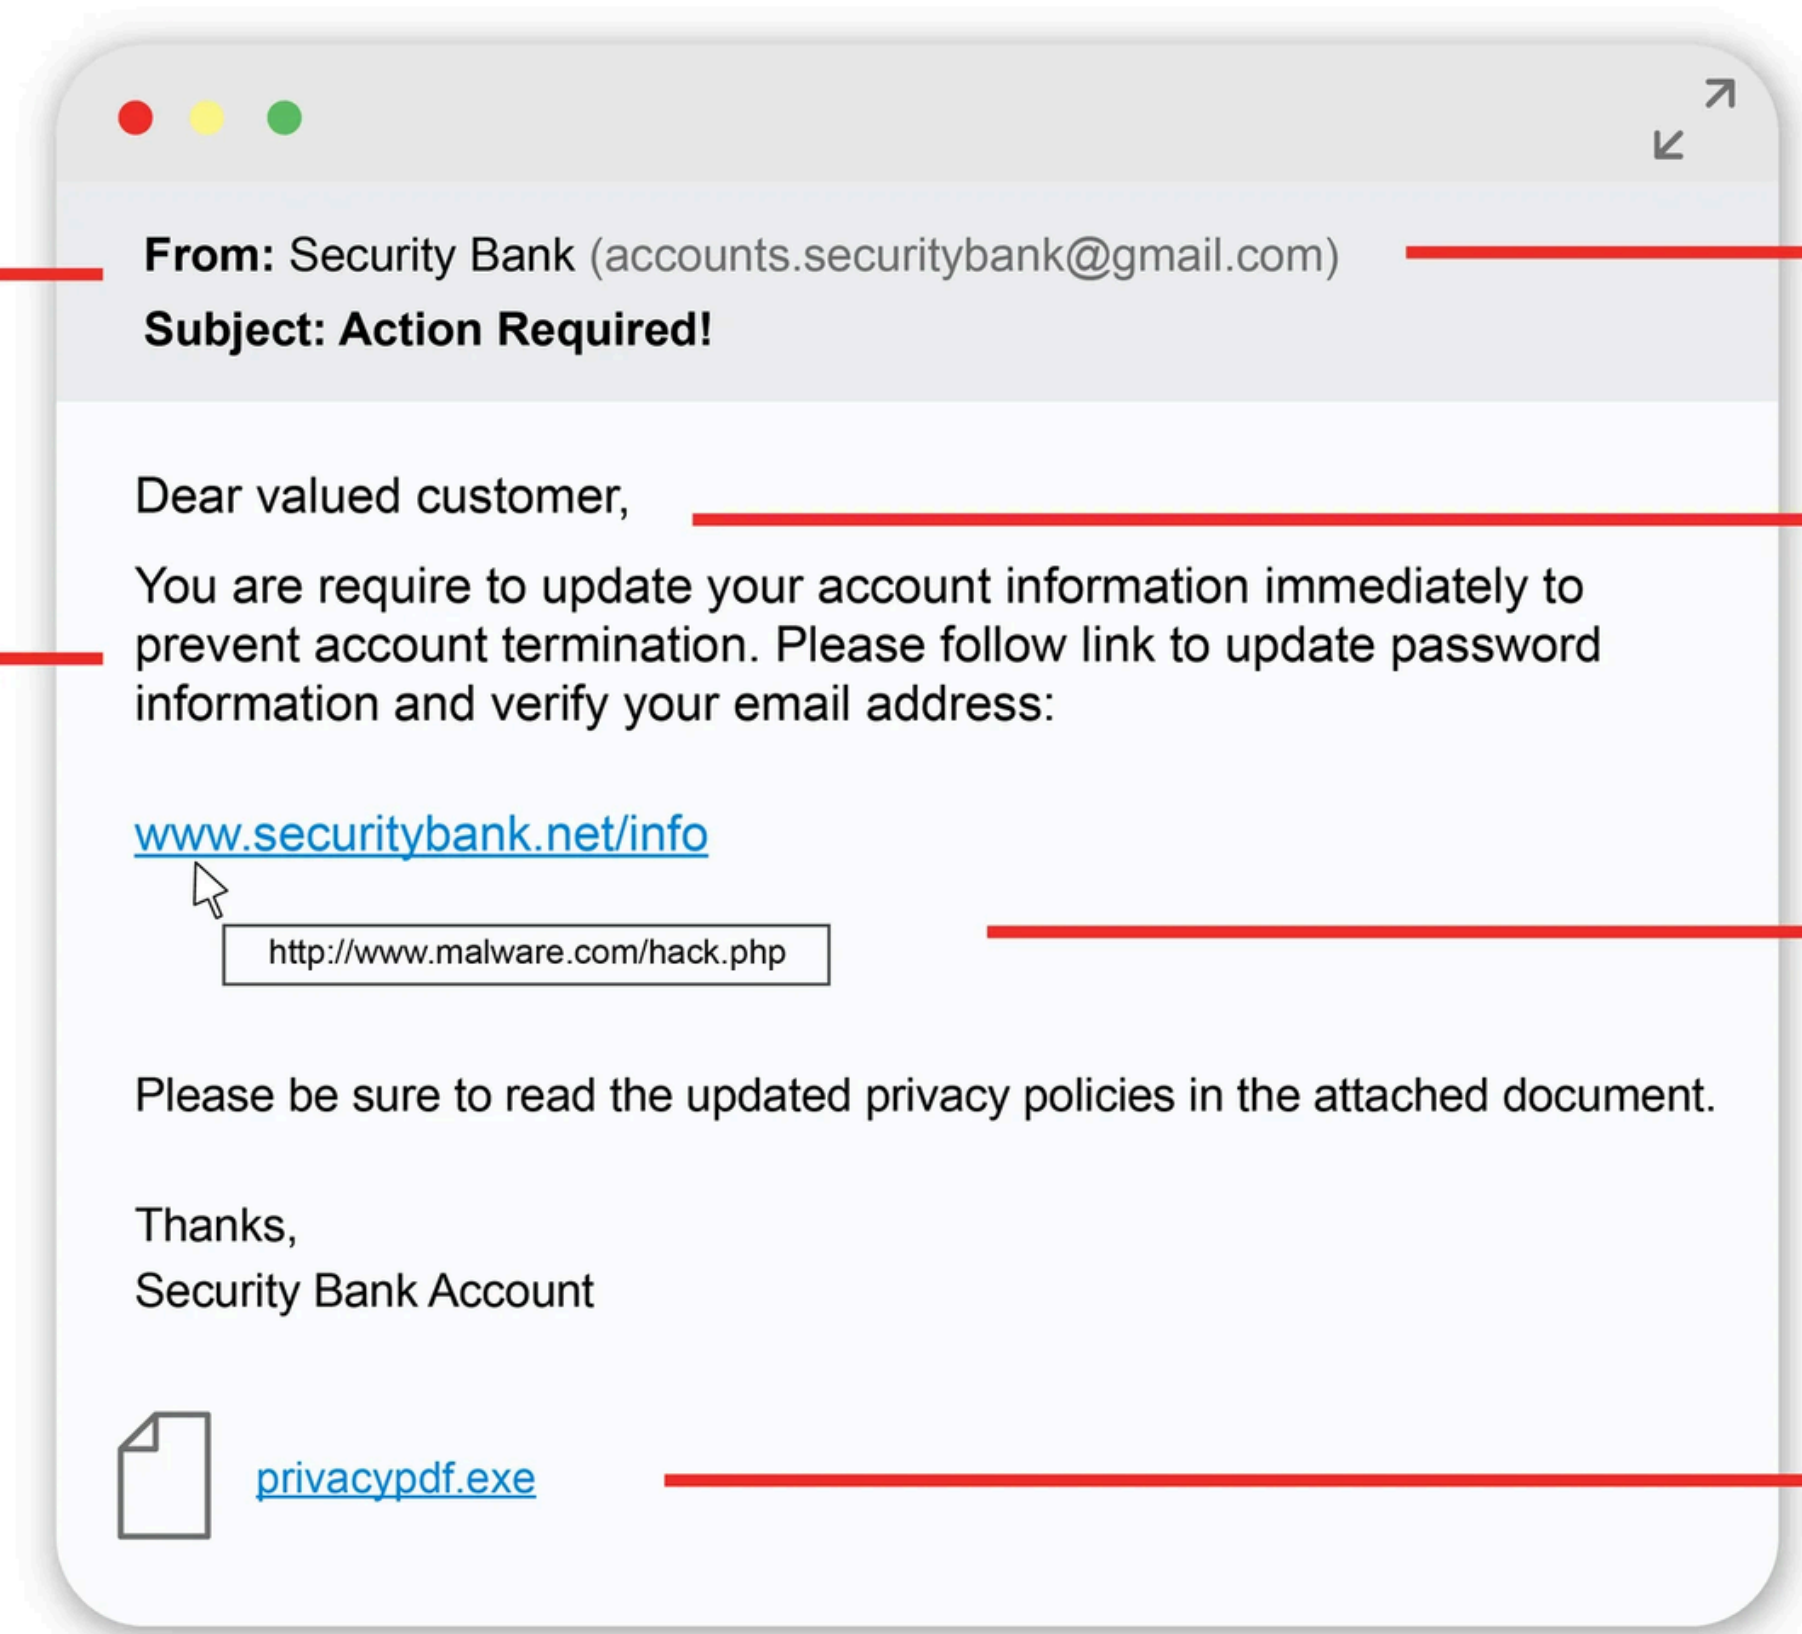 From: Security Bank (accounts.securitybank@gmail.com)
Subject: Action Required!
Dear valued customer,
You are require to update your account information immediately to
prevent account termination. Please follow link to update password
information and verify your email address:
www.securitybank.net/info
http://www.malware.com/hack.php
Please be sure to read the updated privacy policies in the attached document.
Thanks,
Security Bank Account
privacypdf.exe